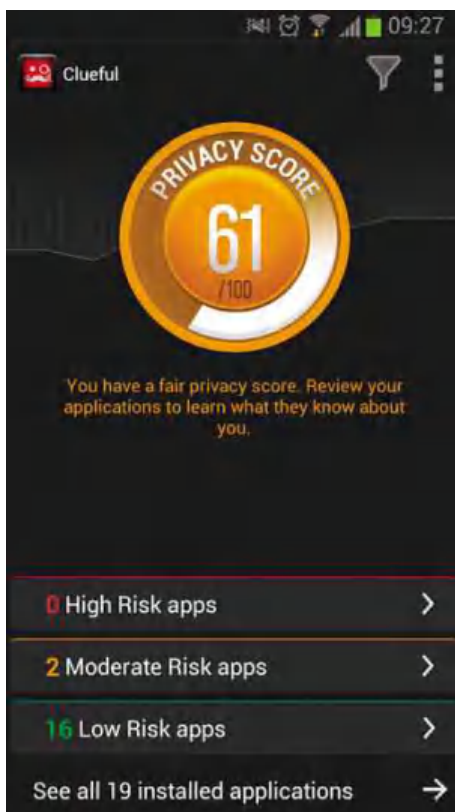 09:27
Clueful
PRIVACY SCORE
61
/100
You have a fair privacy score. Review your
applications to learn what they know about
you.
0 High Risk apps
2 Moderate Risk apps
16 Low Risk apps
See all 19 installed applications